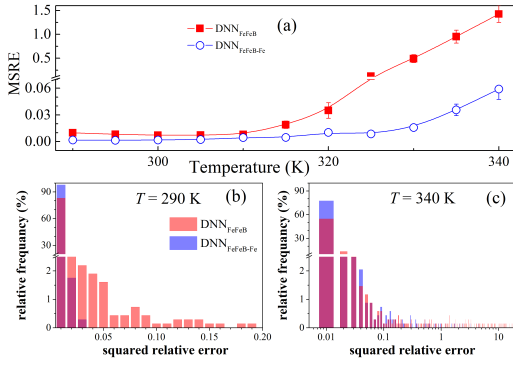 (a)
DNN_FeFeB
DNN_FeFeB-Fe
MSRE
1.5
1.0
0.5
0.06
0.03
0.00
300
320
340
Temperature (K)
T = 290 K
(b)
DNN_FeFeB
DNN_FeFeB-Fe
relative frequancy (%)
90
60
30
2
1
0
0.05
0.10
0.15
0.20
squared relative error
T = 340 K
(c)
relative frequancy (%)
90
60
30
2
1
0
0.01
0.1
1
10
squared relative error